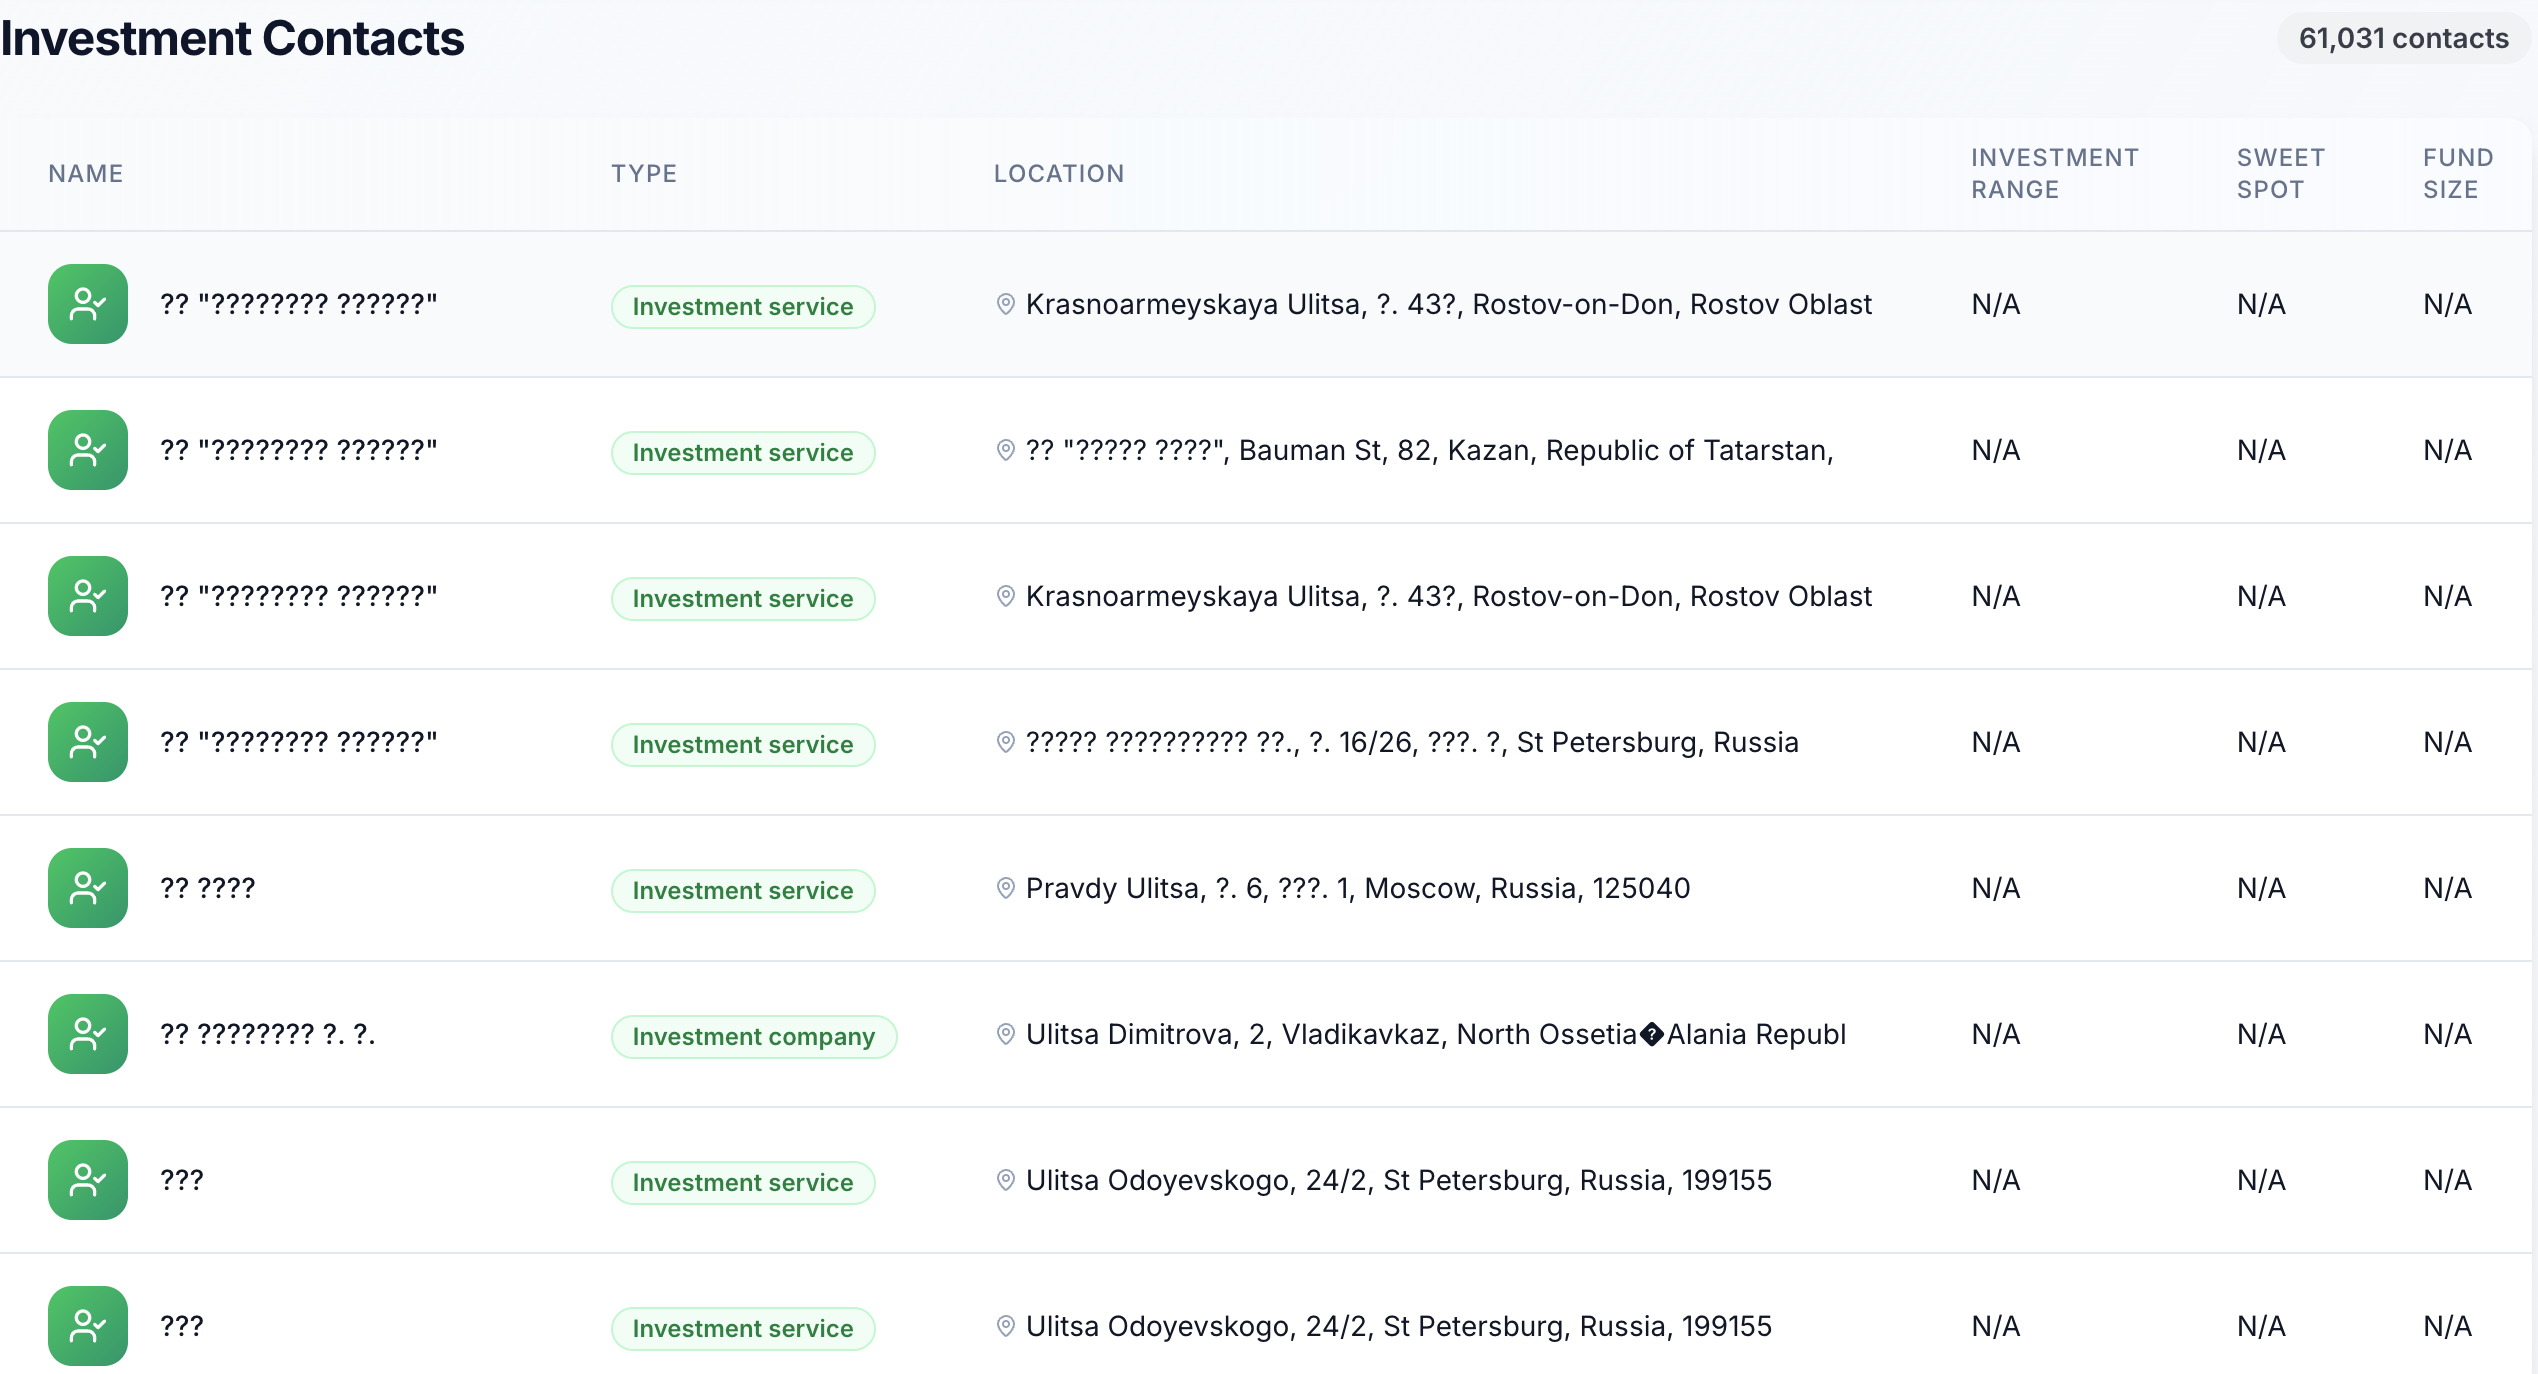 Investment Contacts
61,031 contacts
NAME TYPE LOCATION INVESTMENT RANGE SWEET SPOT FUND SIZE
?? "???????? ??????" Investment service Krasnoarmeyskaya Ulitsa, ?. 43?, Rostov-on-Don, Rostov Oblast N/A N/A N/A
?? "???????? ??????" Investment service ?? "????? ????", Bauman St, 82, Kazan, Republic of Tatarstan, N/A N/A N/A
?? "???????? ??????" Investment service Krasnoarmeyskaya Ulitsa, ?. 43?, Rostov-on-Don, Rostov Oblast N/A N/A N/A
?? "???????? ??????" Investment service ????? ?????????? ??., ?. 16/26, ???. ?, St Petersburg, Russia N/A N/A N/A
?? ???? Investment service Pravdy Ulitsa, ?. 6, ???. 1, Moscow, Russia, 125040 N/A N/A N/A
?? ???????? ?. ?. Investment company Ulitsa Dimitrova, 2, Vladikavkaz, North Ossetia�Alania Republ N/A N/A N/A
??? Investment service Ulitsa Odoyevskogo, 24/2, St Petersburg, Russia, 199155 N/A N/A N/A
??? Investment service Ulitsa Odoyevskogo, 24/2, St Petersburg, Russia, 199155 N/A N/A N/A